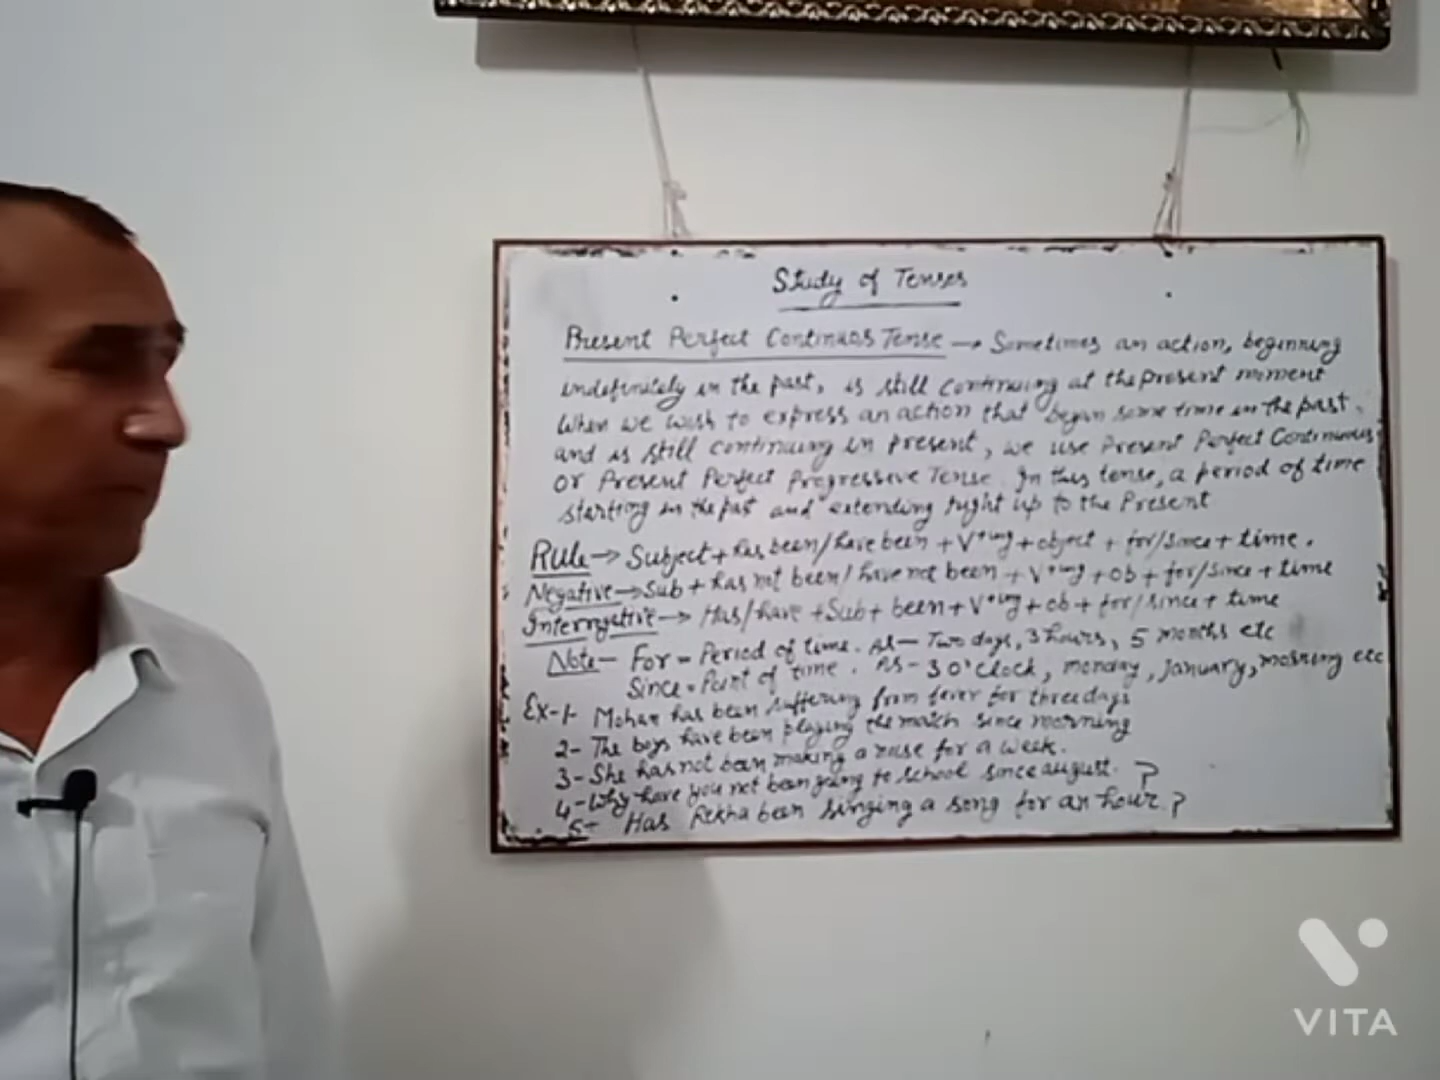 Study of Tenses
Present Perfect Continuos Tense → Sometimes an action, beginning
indefinitely in the past, is still continuing at the present moment
When we wish to express an action that began some time in the past,
and is still continuing in present, we use Present Perfect Continuous
or Present Perfect Progressive Tense. In this tense, a period of time
starting in the past and extending right up to the Present
Rule → Subject + has been/have been + V+ing + object + for/since + time.
Negative → Sub + has not been/have not been + V+ing + ob + for/since + time
Interrogative → Has/have + Sub + been + V+ing + ob + for/since + time
Note - For = Period of time. As - Two days, 3 hours, 5 months etc
Since = Point of time. As - 3 O'clock, monday, January, morning etc
Ex-1- Mohan has been suffering from fever for three days
2- The boys have been playing the match since morning
3- She has not been making a noise for a week.
4- Why have you not been going to school since august. ?
5- Has Rekha been singing a song for an hour. ?
VITA